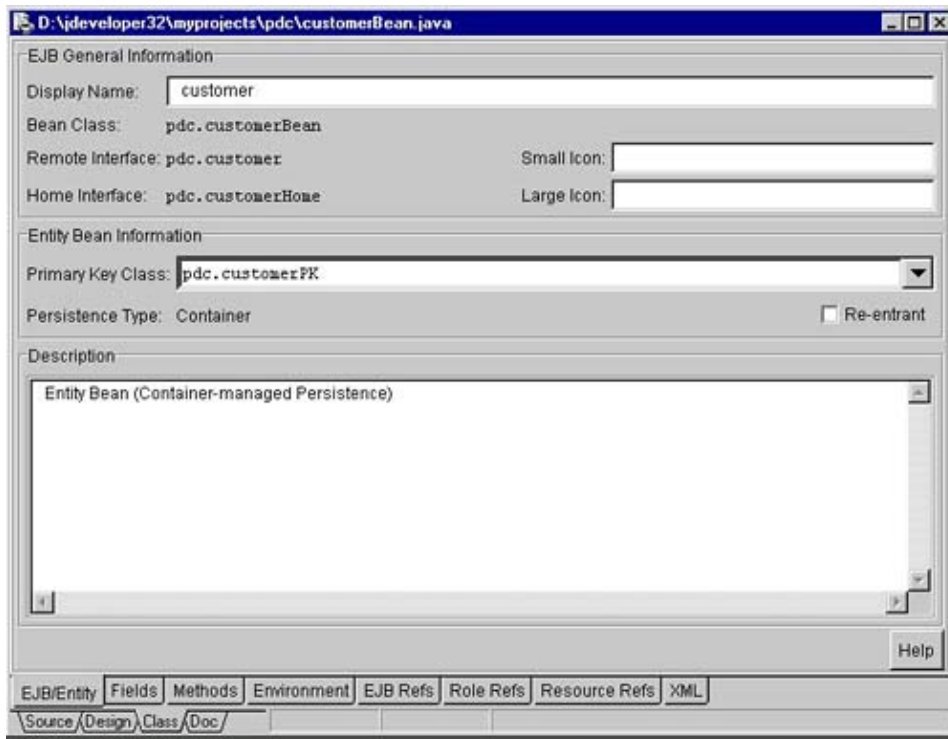 D:\jdeveloper32\myprojects\pdc\customerBean.java
EJB General Information
Display Name: customer
Bean Class: pdc.customerBean
Remote Interface: pdc.customer Small Icon:
Home Interface: pdc.customerHome Large Icon:
Entity Bean Information
Primary Key Class: pdc.customerPK
Persistence Type: Container Re-entrant
Description
Entity Bean (Container-managed Persistence)
Help
EJB/Entity Fields Methods Environment EJB Refs Role Refs Resource Refs XML
Source Design Class Doc